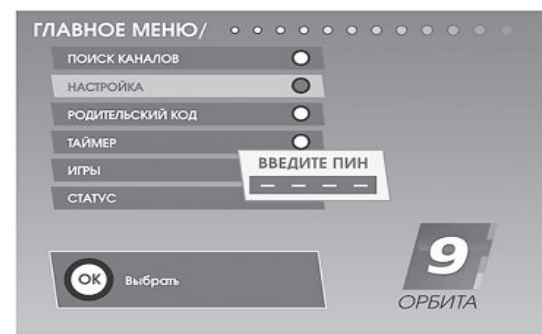 ГЛАВНОЕ МЕНЮ/
ПОИСК КАНАЛОВ
НАСТРОЙКА
РОДИТЕЛЬСКИЙ КОД
ТАЙМЕР
ИГРЫ
СТАТУС
ВВЕДИТЕ ПИН
_ _ _ _
OK Выбрать
9
ОРБИТА